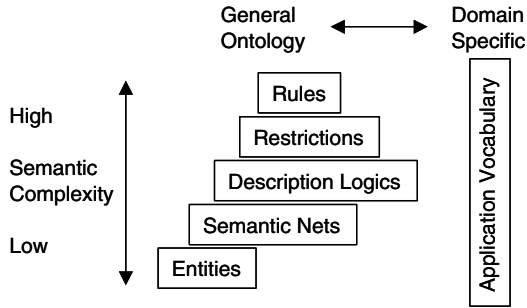 General
Ontology
Domain
Specific
High
Semantic
Complexity
Low
Rules
Restrictions
Description Logics
Semantic Nets
Entities
Application Vocabulary